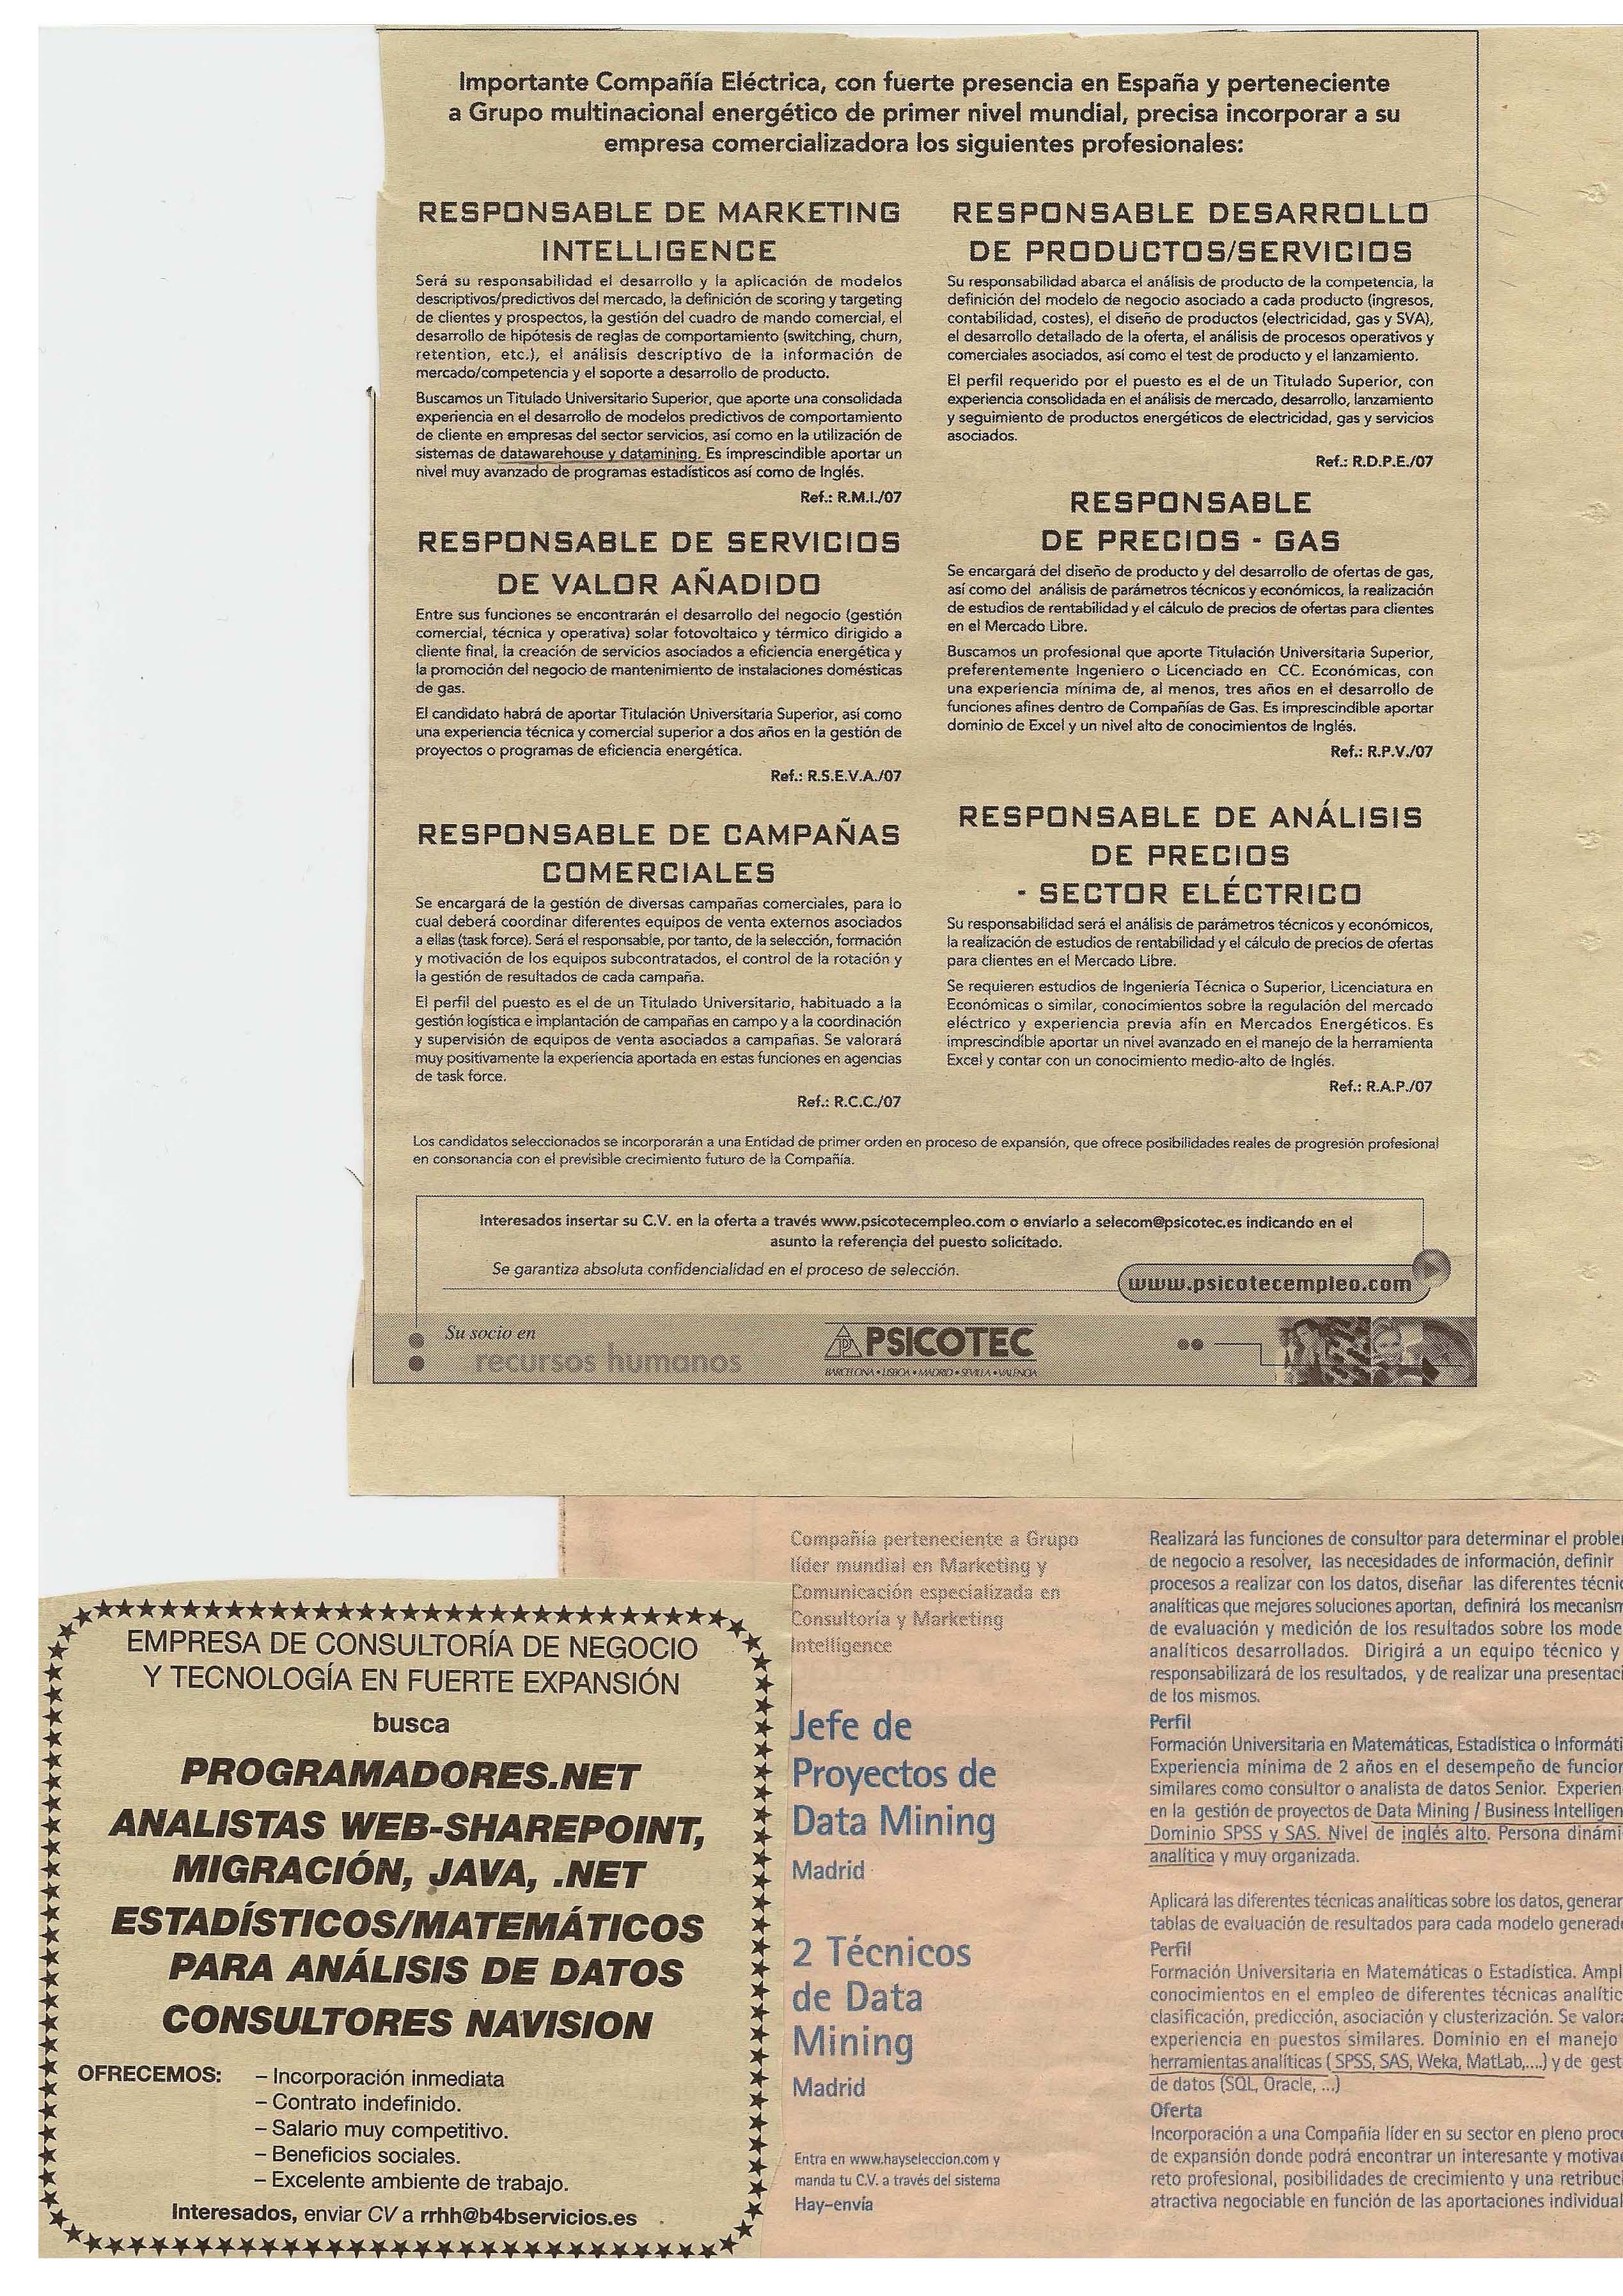 Importante Compañía Eléctrica, con fuerte presencia en España y perteneciente
a Grupo multinacional energético de primer nivel mundial, precisa incorporar a su
empresa comercializadora los siguientes profesionales:
RESPONSABLE DE MARKETING
INTELLIGENCE
Será su responsabilidad el desarrollo y la aplicación de modelos
descriptivos/predictivos del mercado, la definición de scoring y targeting
de clientes y prospectos, la gestión del cuadro de mando comercial, el
desarrollo de hipótesis de reglas de comportamiento (switching, churn,
retention, etc.), el análisis descriptivo de la información de
mercado/competencia y el soporte a desarrollo de producto.
Buscamos un Titulado Universitario Superior, que aporte una consolidada
experiencia en el desarrollo de modelos predictivos de comportamiento
de cliente en empresas del sector servicios, así como en la utilización de
sistemas de datawarehouse y datamining. Es imprescindible aportar un
nivel muy avanzado de programas estadísticos así como de Inglés.
Ref.: R.M.I./07
RESPONSABLE DE SERVICIOS
DE VALOR AÑADIDO
Entre sus funciones se encontrarán el desarrollo del negocio (gestión
comercial, técnica y operativa) solar fotovoltaico y térmico dirigido a
cliente final, la creación de servicios asociados a eficiencia energética y
la promoción del negocio de mantenimiento de instalaciones domésticas
de gas.
El candidato habrá de aportar Titulación Universitaria Superior, así como
una experiencia técnica y comercial superior a dos años en la gestión de
proyectos o programas de eficiencia energética.
Ref.: R.S.E.V.A./07
RESPONSABLE DE CAMPAÑAS
COMERCIALES
Se encargará de la gestión de diversas campañas comerciales, para lo
cual deberá coordinar diferentes equipos de venta externos asociados
a ellas (task force). Será el responsable, por tanto, de la selección, formación
y motivación de los equipos subcontratados, el control de la rotación y
la gestión de resultados de cada campaña.
El perfil del puesto es el de un Titulado Universitario, habituado a la
gestión logística e implantación de campañas en campo y a la coordinación
y supervisión de equipos de venta asociados a campañas. Se valorará
muy positivamente la experiencia aportada en estas funciones en agencias
de task force.
Ref.: R.C.C./07
RESPONSABLE DESARROLLO
DE PRODUCTOS/SERVICIOS
Su responsabilidad abarca el análisis de producto de la competencia, la
definición del modelo de negocio asociado a cada producto (ingresos,
contabilidad, costes), el diseño de productos (electricidad, gas y SVA),
el desarrollo detallado de la oferta, el análisis de procesos operativos y
comerciales asociados, así como el test de producto y el lanzamiento.
El perfil requerido por el puesto es el de un Titulado Superior, con
experiencia consolidada en el análisis de mercado, desarrollo, lanzamiento
y seguimiento de productos energéticos de electricidad, gas y servicios
asociados.
Ref.: R.D.P.E./07
RESPONSABLE
DE PRECIOS - GAS
Se encargará del diseño de producto y del desarrollo de ofertas de gas,
así como del análisis de parámetros técnicos y económicos, la realización
de estudios de rentabilidad y el cálculo de precios de ofertas para clientes
en el Mercado Libre.
Buscamos un profesional que aporte Titulación Universitaria Superior,
preferentemente Ingeniero o Licenciado en CC. Económicas, con
una experiencia mínima de, al menos, tres años en el desarrollo de
funciones afines dentro de Compañías de Gas. Es imprescindible aportar
dominio de Excel y un nivel alto de conocimientos de Inglés.
Ref.: R.P.V./07
RESPONSABLE DE ANÁLISIS
DE PRECIOS
- SECTOR ELÉCTRICO
Su responsabilidad será el análisis de parámetros técnicos y económicos,
la realización de estudios de rentabilidad y el cálculo de precios de ofertas
para clientes en el Mercado Libre.
Se requieren estudios de Ingeniería Técnica o Superior, Licenciatura en
Económicas o similar, conocimientos sobre la regulación del mercado
eléctrico y experiencia previa afín en Mercados Energéticos. Es
imprescindible aportar un nivel avanzado en el manejo de la herramienta
Excel y contar con un conocimiento medio-alto de Inglés.
Ref.: R.A.P./07
Los candidatos seleccionados se incorporarán a una Entidad de primer orden en proceso de expansión, que ofrece posibilidades reales de progresión profesional
en consonancia con el previsible crecimiento futuro de la Compañía.
Interesados insertar su C.V. en la oferta a través www.psicotecempleo.com o enviarlo a selecom@psicotec.es indicando en el
asunto la referencia del puesto solicitado.
Se garantiza absoluta confidencialidad en el proceso de selección.
www.psicotecempleo.com
Su socio en
recursos humanos
PSICOTEC
BARCELONA • LISBOA • MADRID • SEVILLA • VALENCIA
EMPRESA DE CONSULTORÍA DE NEGOCIO
Y TECNOLOGÍA EN FUERTE EXPANSIÓN
busca
PROGRAMADORES.NET
ANALISTAS WEB-SHAREPOINT,
MIGRACIÓN, JAVA, .NET
ESTADÍSTICOS/MATEMÁTICOS
PARA ANÁLISIS DE DATOS
CONSULTORES NAVISION
OFRECEMOS: – Incorporación inmediata
– Contrato indefinido.
– Salario muy competitivo.
– Beneficios sociales.
– Excelente ambiente de trabajo.
Interesados, enviar CV a rrhh@b4bservicios.es
Compañía perteneciente a Grupo
líder mundial en Marketing y
Comunicación especializada en
Consultoría y Marketing
Intelligence
Jefe de
Proyectos de
Data Mining
Madrid
2 Técnicos
de Data
Mining
Madrid
Entra en www.hayseleccion.com y
manda tu C.V. a través del sistema
Hay-envía
Realizará las funciones de consultor para determinar el proble
de negocio a resolver, las necesidades de información, definir
procesos a realizar con los datos, diseñar las diferentes técnic
analíticas que mejores soluciones aportan, definirá los mecanism
de evaluación y medición de los resultados sobre los mode
analíticos desarrollados. Dirigirá a un equipo técnico y
responsabilizará de los resultados, y de realizar una presentaci
de los mismos.
Perfil
Formación Universitaria en Matemáticas, Estadística o Informáti
Experiencia mínima de 2 años en el desempeño de funcior
similares como consultor o analista de datos Senior. Experien
en la gestión de proyectos de Data Mining / Business Intelligen
Dominio SPSS y SAS. Nivel de inglés alto. Persona dinámi
analítica y muy organizada.
Aplicará las diferentes técnicas analíticas sobre los datos, generar
tablas de evaluación de resultados para cada modelo generad
Perfil
Formación Universitaria en Matemáticas o Estadística. Ampl
conocimientos en el empleo de diferentes técnicas analític
clasificación, predicción, asociación y clusterización. Se valora
experiencia en puestos similares. Dominio en el manejo
herramientas analíticas ( SPSS, SAS, Weka, MatLab,....) y de gest
de datos (SQL, Oracle, ...)
Oferta
Incorporación a una Compañía líder en su sector en pleno proc
de expansión donde podrá encontrar un interesante y motiva
reto profesional, posibilidades de crecimiento y una retribuc
atractiva negociable en función de las aportaciones individual